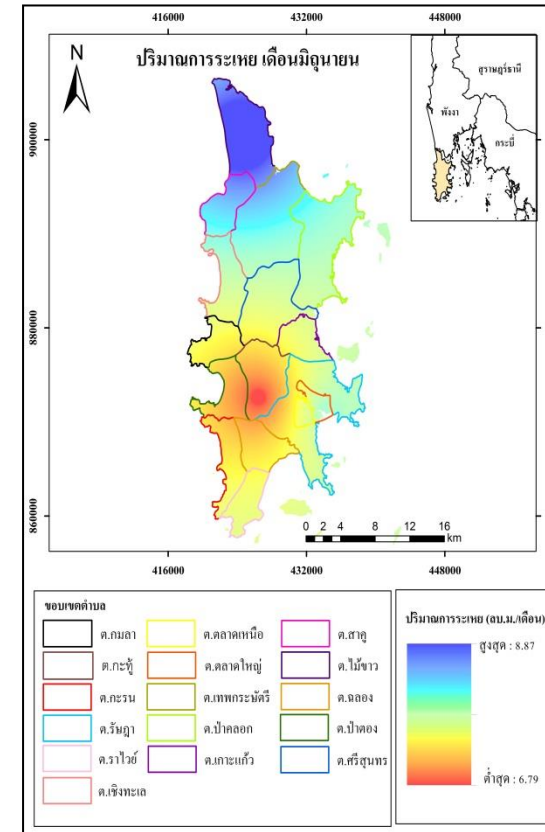 416000 432000 448000
N
ปริมาณการระเหย เดือนมิถุนายน
สุราษฎร์ธานี
พังงา
กระบี่
900000
880000
860000
0 2 4 8 12 16
km
416000 432000 448000
ขอบเขตตำบล
ต.กมลา ต.ตลาดเหนือ ต.สาคู
ต.กะทู้ ต.ตลาดใหญ่ ต.ไม้ขาว
ต.กะรน ต.เทพกระษัตรี ต.ฉลอง
ต.รัษฎา ต.ป่าคลอก ต.ป่าตอง
ต.ราไวย์ ต.เกาะแก้ว ต.ศรีสุนทร
ต.เชิงทะเล
ปริมาณการระเหย (ลบ.ม./เดือน)
สูงสุด : 8.87
ต่ำสุด : 6.79